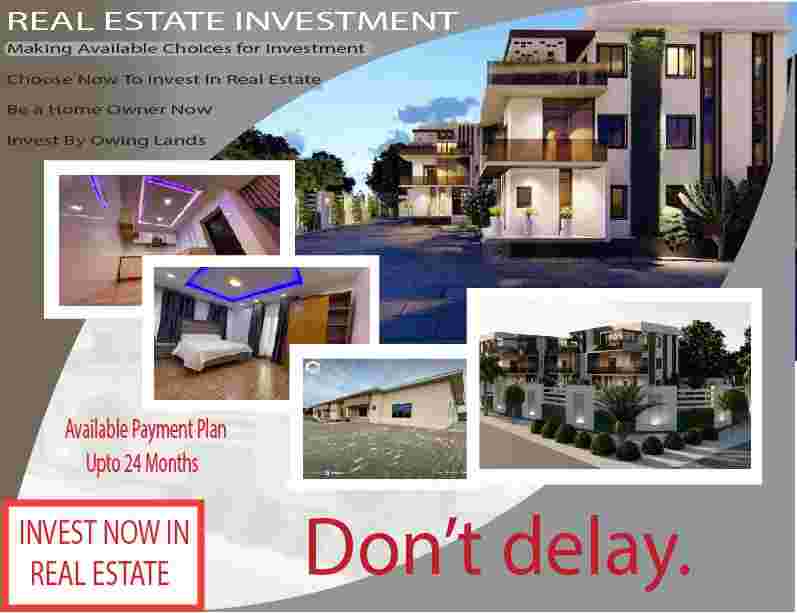 REAL ESTATE INVESTMENT
Making Available Choices for Investment
Choose Now To Invest In Real Estate
Be a Home Owner Now
Invest By Owing Lands
Available Payment Plan
Upto 24 Months
INVEST NOW IN
REAL ESTATE
Don't delay.